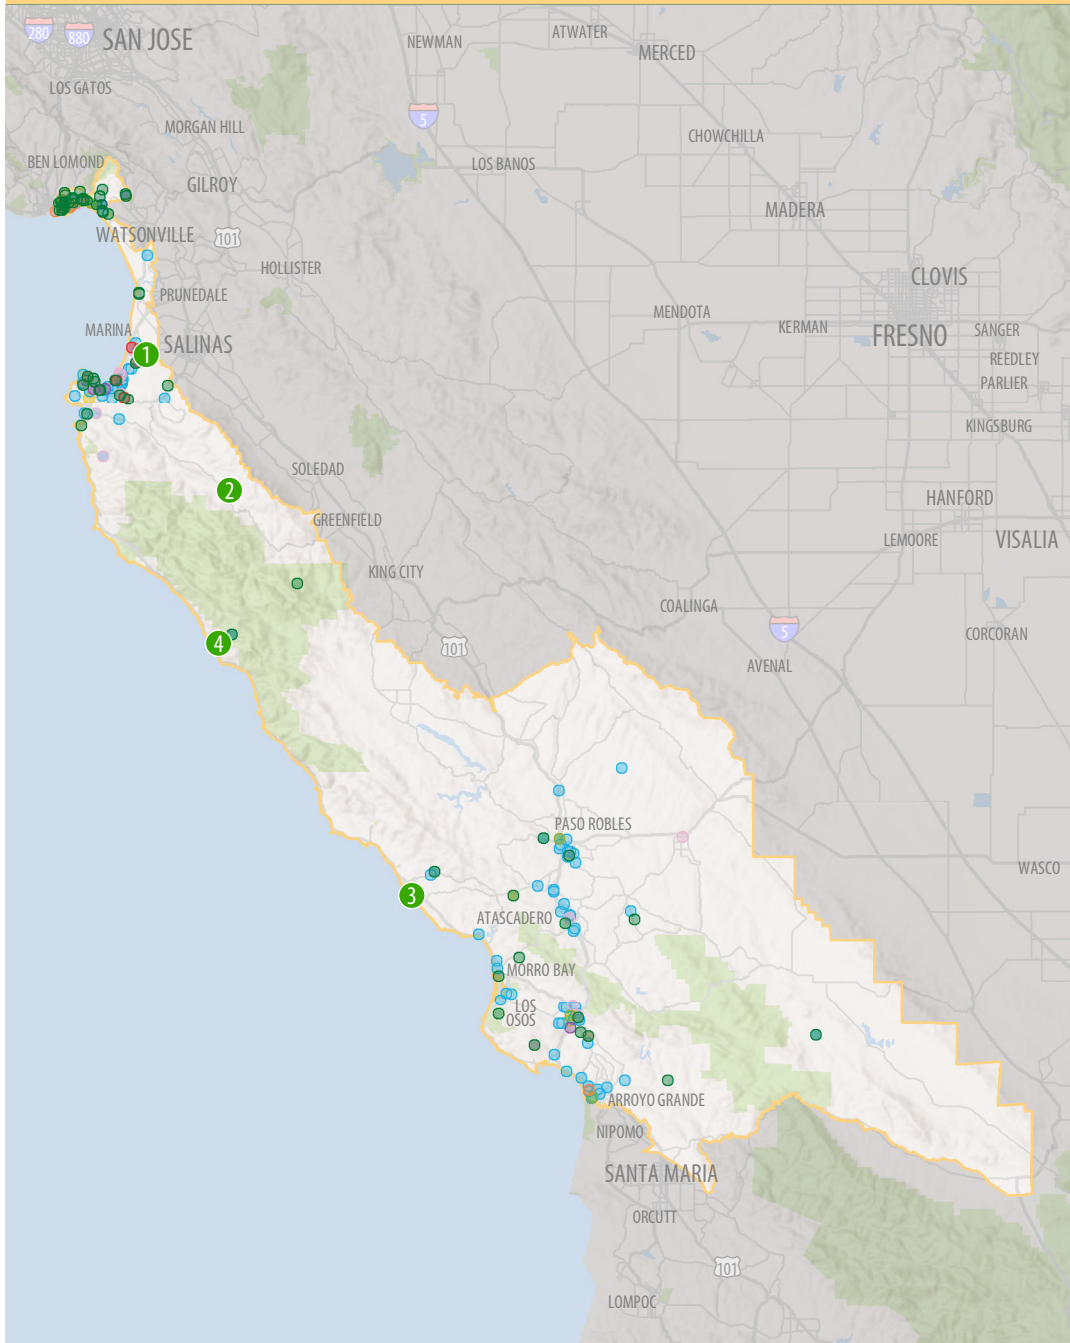 280
880
SAN JOSE
NEWMAN
ATWATER
MERCED
LOS GATOS
5
MORGAN HILL
CHOWCHILLA
BEN LOMOND
LOS BANOS
GILROY
MADERA
WATSONVILLE
101
HOLLISTER
CLOVIS
PRUNEDALE
MENDOTA
KERMAN
FRESNO
SANGER
MARINA
SALINAS
1
REEDLEY
PARLIER
KINGSBURG
SOLEDAD
2
HANFORD
GREENFIELD
LEMOORE
VISALIA
KING CITY
COALINGA
5
CORCORAN
4
101
AVENAL
PASO ROBLES
WASCO
3
ATASCADERO
MORRO BAY
LOS
OSOS
ARROYO GRANDE
NIPOMO
SANTA MARIA
ORCUTT
101
LOMPOC